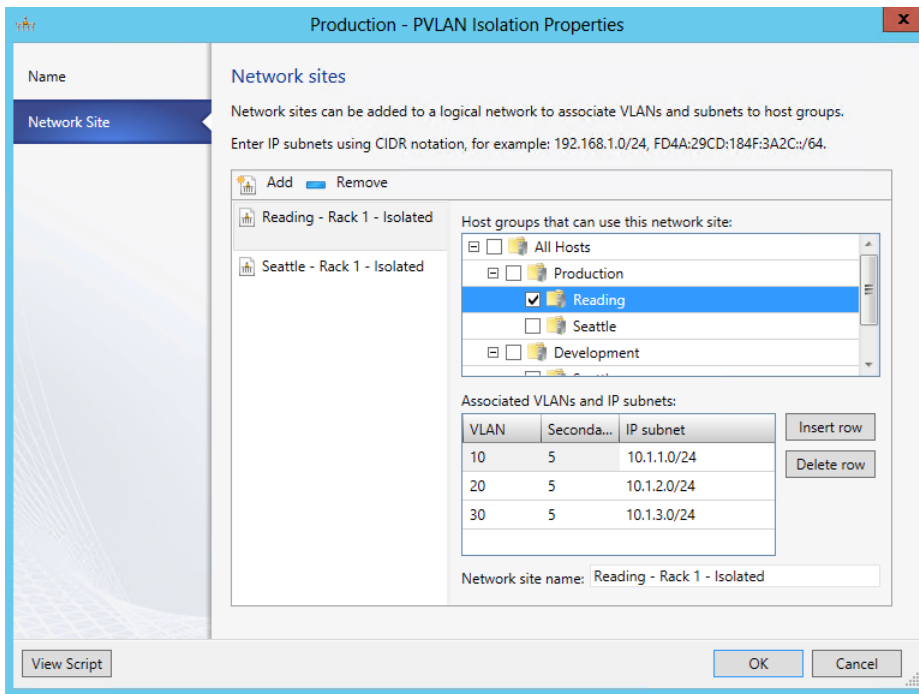 Production - PVLAN Isolation Properties
x
Name
Network Site
Network sites
Network sites can be added to a logical network to associate VLANs and subnets to host groups.
Enter IP subnets using CIDR notation, for example: 192.168.1.0/24, FD4A:29CD:184F:3A2C::/64.
Add Remove
Reading - Rack 1 - Isolated
Seattle - Rack 1 - Isolated
Host groups that can use this network site:
All Hosts
Production
Reading
Seattle
Development
Associated VLANs and IP subnets:
VLAN Seconda... IP subnet
10 5 10.1.1.0/24
20 5 10.1.2.0/24
30 5 10.1.3.0/24
Insert row
Delete row
Network site name: Reading - Rack 1 - Isolated
View Script OK Cancel